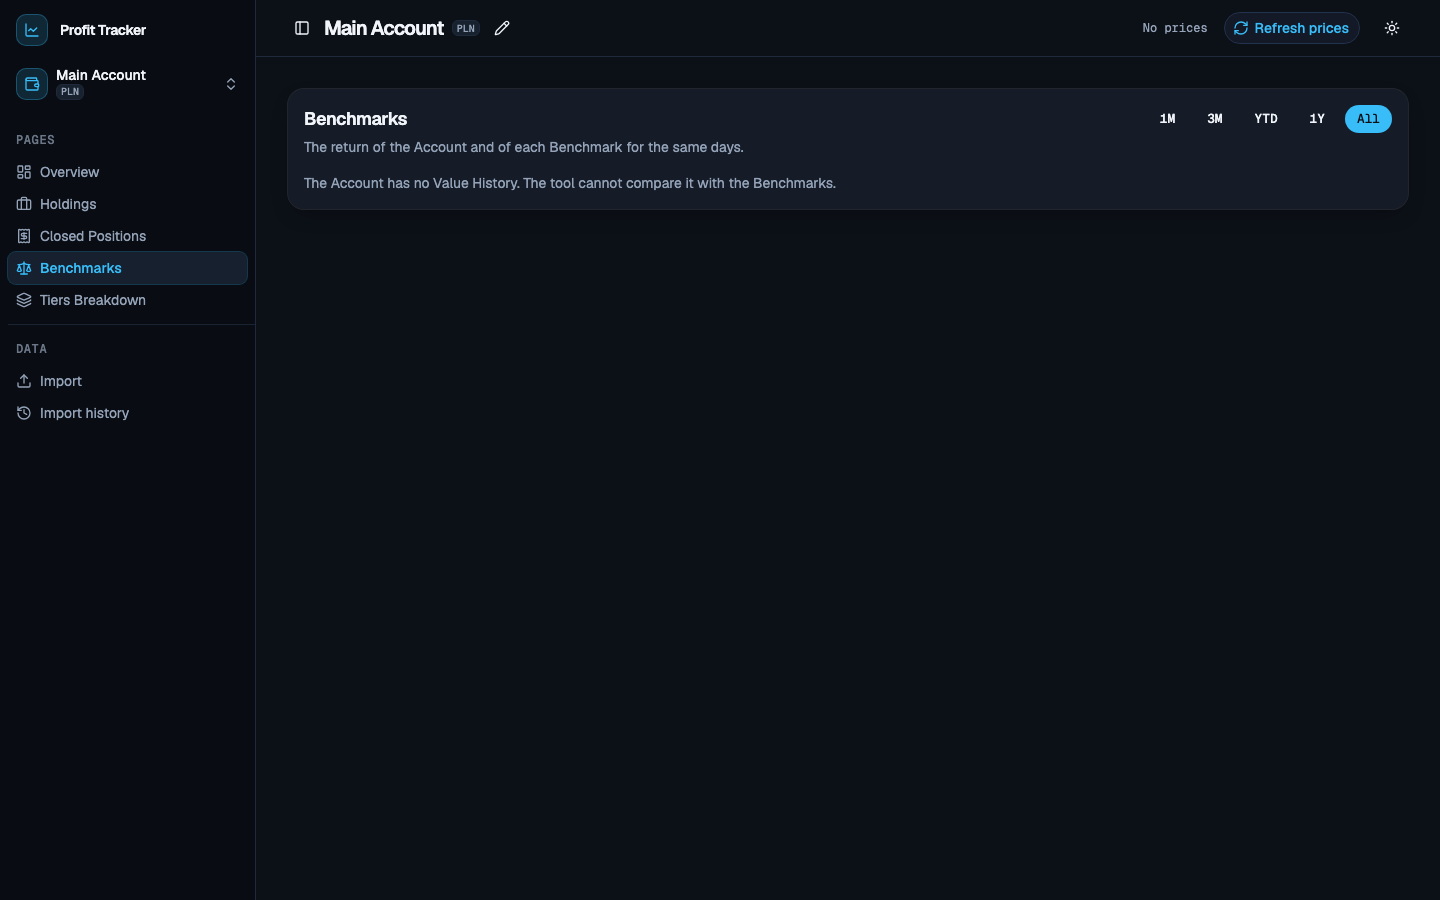 Profit Tracker
Main Account
PLN
PAGES
Overview
Holdings
Closed Positions
Benchmarks
Tiers Breakdown
DATA
Import
Import history
Main Account PLN
No prices
Refresh prices
Benchmarks
1M 3M YTD 1Y All
The return of the Account and of each Benchmark for the same days.
The Account has no Value History. The tool cannot compare it with the Benchmarks.